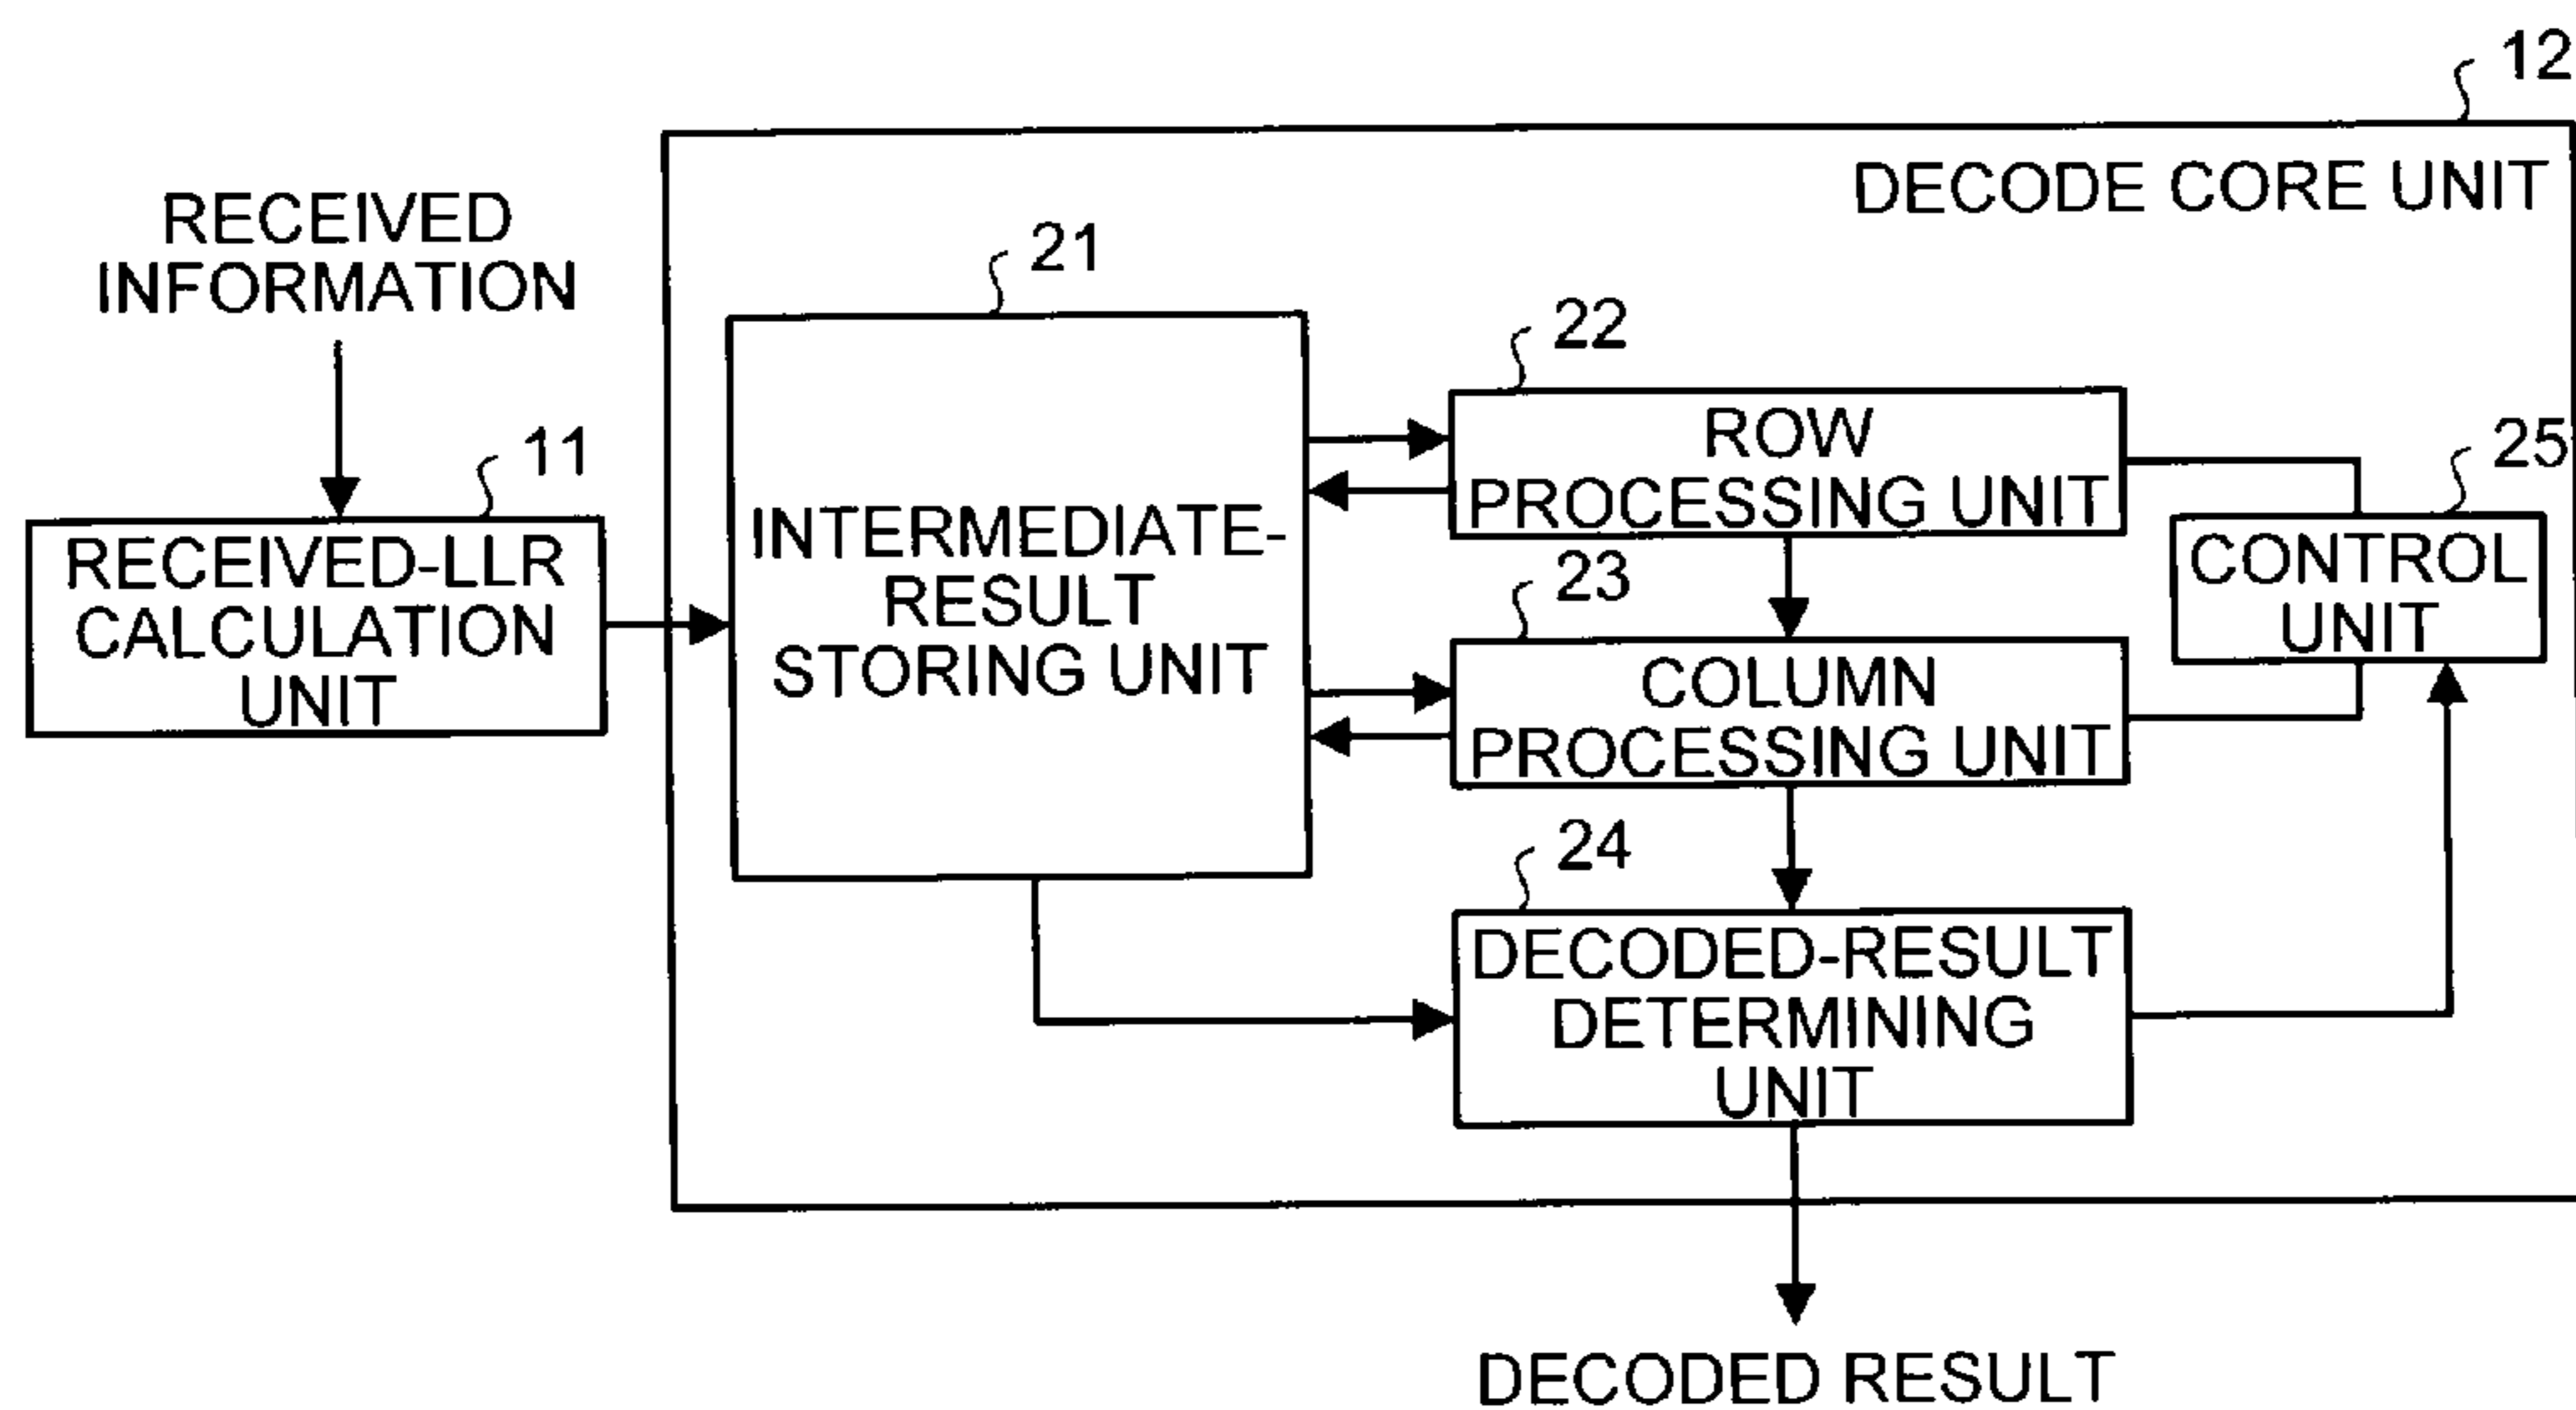 12
DECODE CORE UNIT
RECEIVED
INFORMATION
21
22
11
ROW
PROCESSING UNIT
25
RECEIVED-LLR
CALCULATION
UNIT
INTERMEDIATE-
RESULT
STORING UNIT
CONTROL
UNIT
23
COLUMN
PROCESSING UNIT
24
DECODED-RESULT
DETERMINING
UNIT
DECODED RESULT